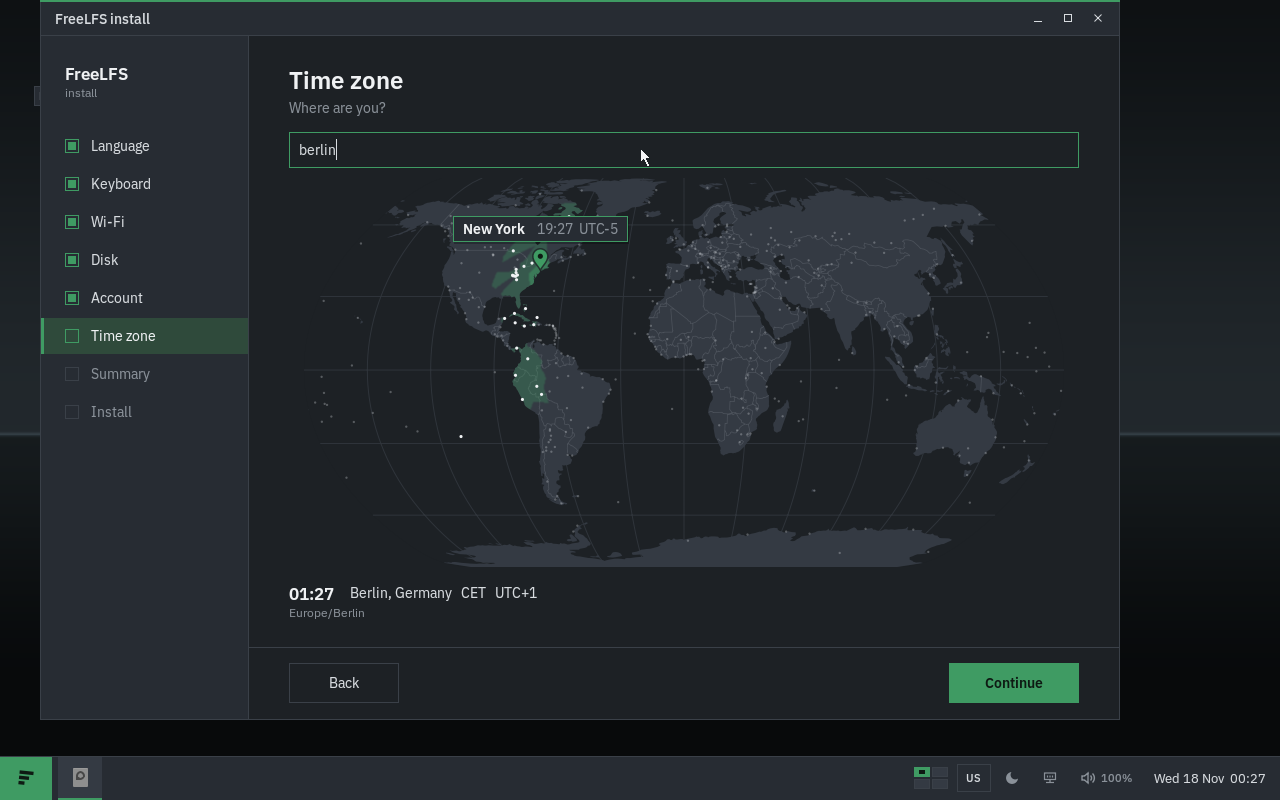 FreeLFS install
FreeLFS
install
Language
Keyboard
Wi-Fi
Disk
Account
Time zone
Summary
Install
Time zone
Where are you?
berlin
New York 19:27 UTC-5
01:27 Berlin, Germany CET UTC+1
Europe/Berlin
Back
Continue
US
100%
Wed 18 Nov 00:27